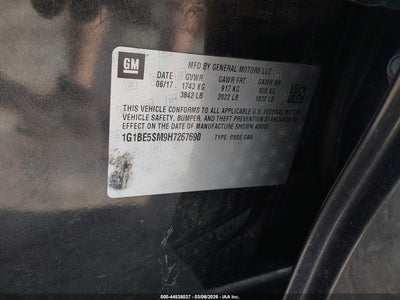 GM
MFD BY GENERAL MOTORS LLC
DATE GVWR GAWR FRT GAWR RR
06/17 1743 KG 917 KG 826 KG
3842 LB 2022 LB 1820 LB
THIS VEHICLE CONFORMS TO ALL APPLICABLE U.S. FEDERAL MOTOR
VEHICLE SAFETY, BUMPER, AND THEFT PREVENTION STANDARDS IN
EFFECT ON THE DATE OF MANUFACTURE SHOWN ABOVE.
1G1BE5SM9H7267690 TYPE: PASS CAR
000-44538037 - 03/06/2026 - IAA Inc.